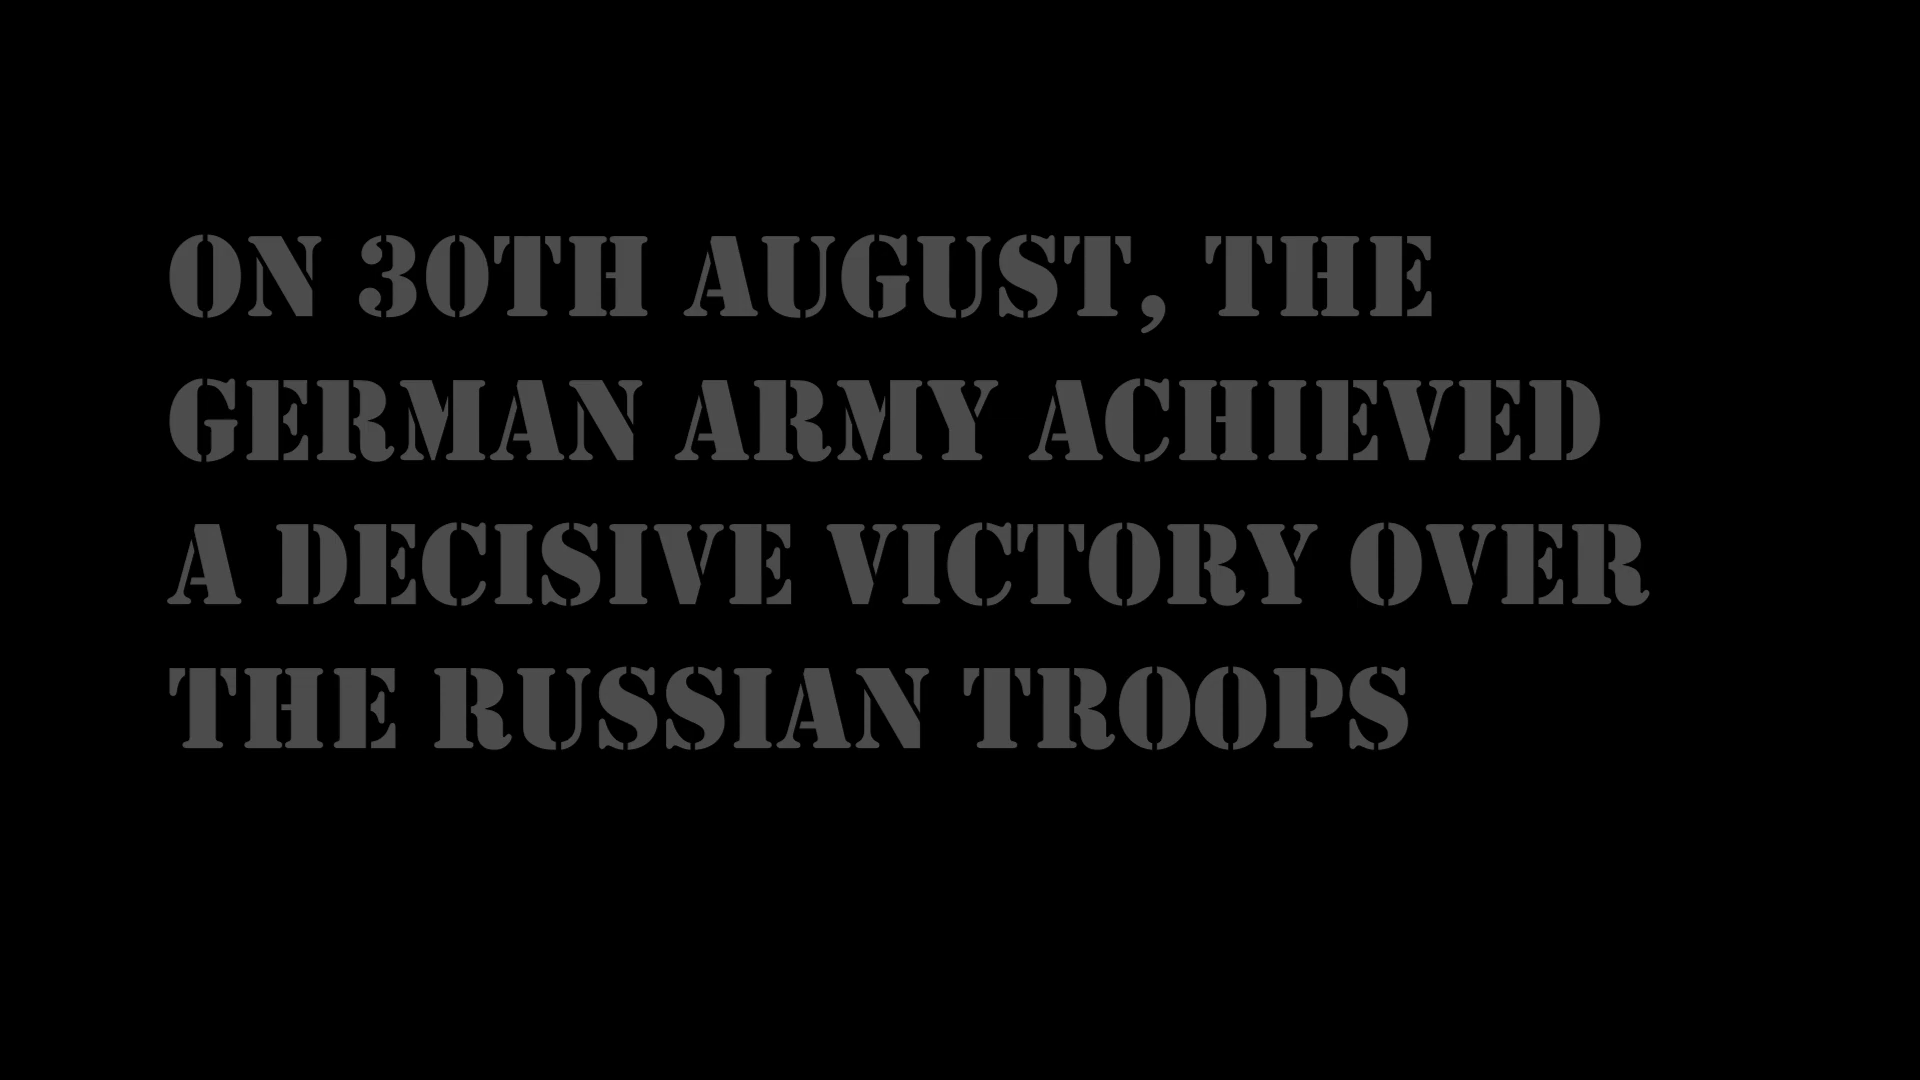 ON 30TH AUGUST, THE
GERMAN ARMY ACHIEVED
A DECISIVE VICTORY OVER
THE RUSSIAN TROOPS